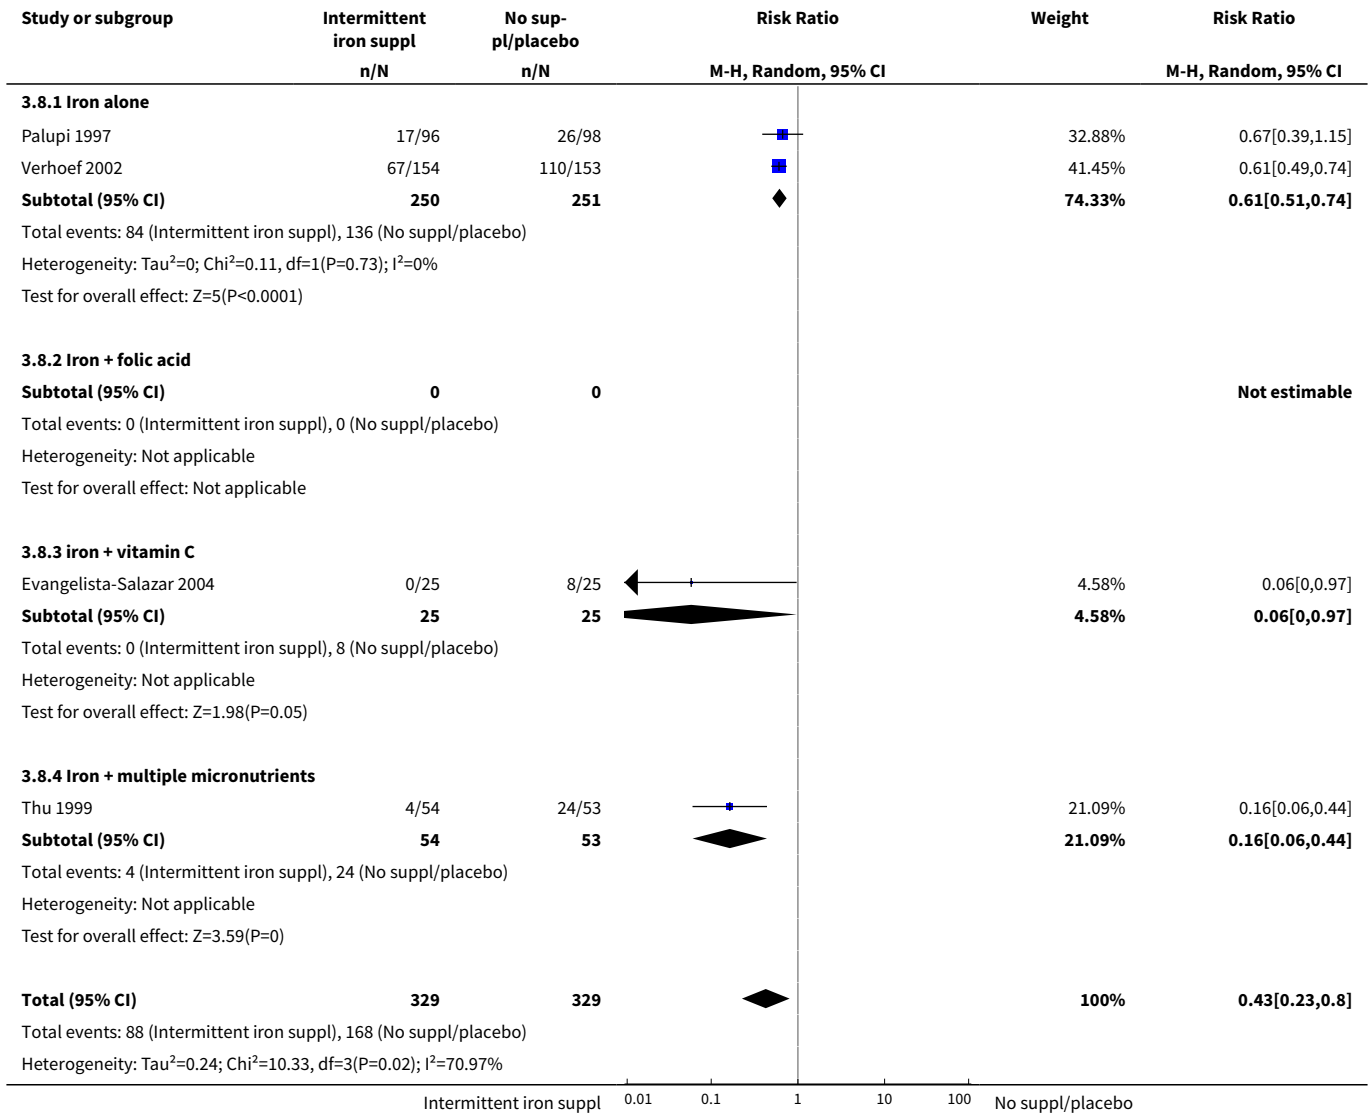 Study or subgroup Intermittent iron suppl No sup-pl/placebo Risk Ratio Weight Risk Ratio
n/N n/N M-H, Random, 95% CI M-H, Random, 95% CI
3.8.1 Iron alone
Palupi 1997 17/96 26/98 32.88% 0.67[0.39,1.15]
Verhoef 2002 67/154 110/153 41.45% 0.61[0.49,0.74]
Subtotal (95% CI) 250 251 74.33% 0.61[0.51,0.74]
Total events: 84 (Intermittent iron suppl), 136 (No suppl/placebo)
Heterogeneity: Tau²=0; Chi²=0.11, df=1(P=0.73); I²=0%
Test for overall effect: Z=5(P<0.0001)
3.8.2 Iron + folic acid
Subtotal (95% CI) 0 0 Not estimable
Total events: 0 (Intermittent iron suppl), 0 (No suppl/placebo)
Heterogeneity: Not applicable
Test for overall effect: Not applicable
3.8.3 iron + vitamin C
Evangelista-Salazar 2004 0/25 8/25 4.58% 0.06[0,0.97]
Subtotal (95% CI) 25 25 4.58% 0.06[0,0.97]
Total events: 0 (Intermittent iron suppl), 8 (No suppl/placebo)
Heterogeneity: Not applicable
Test for overall effect: Z=1.98(P=0.05)
3.8.4 Iron + multiple micronutrients
Thu 1999 4/54 24/53 21.09% 0.16[0.06,0.44]
Subtotal (95% CI) 54 53 21.09% 0.16[0.06,0.44]
Total events: 4 (Intermittent iron suppl), 24 (No suppl/placebo)
Heterogeneity: Not applicable
Test for overall effect: Z=3.59(P=0)
Total (95% CI) 329 329 100% 0.43[0.23,0.8]
Total events: 88 (Intermittent iron suppl), 168 (No suppl/placebo)
Heterogeneity: Tau²=0.24; Chi²=10.33, df=3(P=0.02); I²=70.97%
Intermittent iron suppl 0.01 0.1 1 10 100 No suppl/placebo